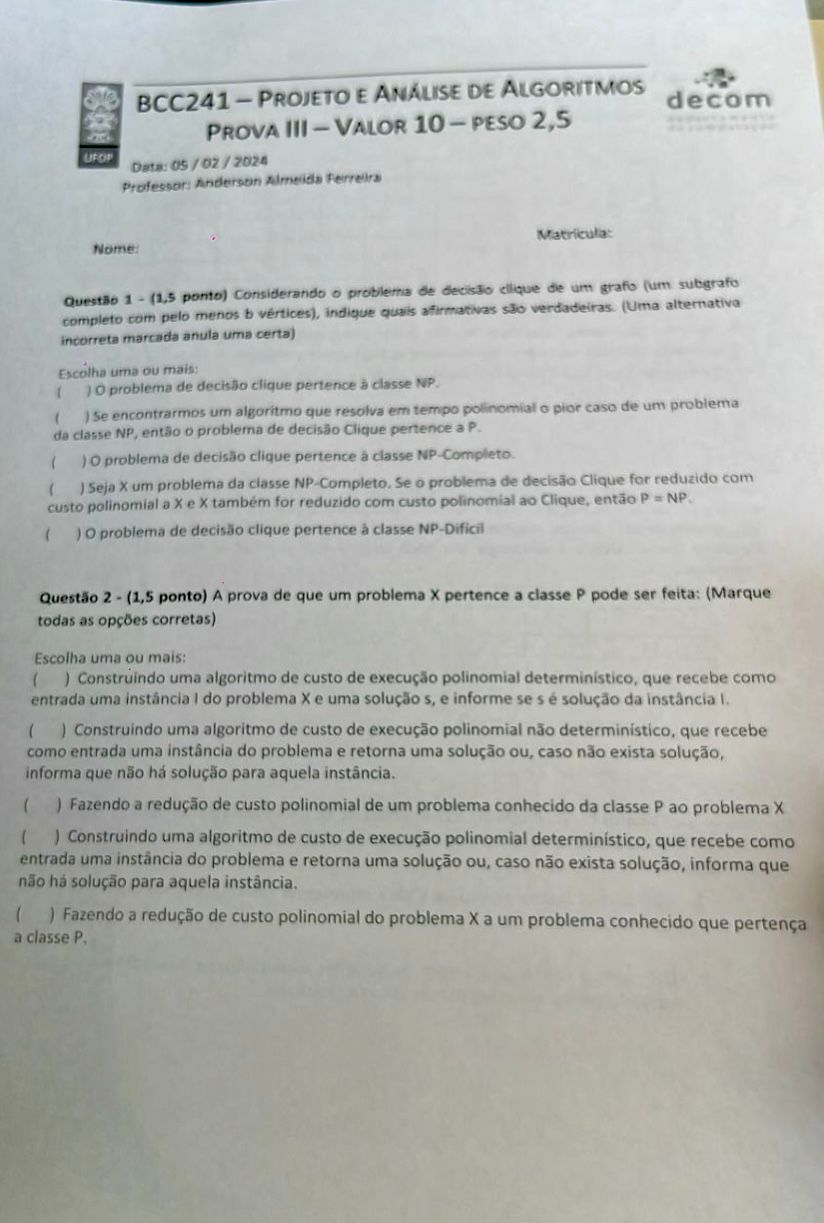 BCC241 – PROJETO E ANÁLISE DE ALGORITMOS
PROVA III – VALOR 10 – PESO 2,5
decom
UFOP
Data: 05 / 02 / 2024
Professor: Anderson Almeida Ferreira
Nome:
Matrícula:
Questão 1 - (1,5 ponto) Considerando o problema de decisão clique de um grafo (um subgrafo
completo com pelo menos b vértices), indique quais afirmativas são verdadeiras. (Uma alternativa
incorreta marcada anula uma certa)
Escolha uma ou mais:
( ) O problema de decisão clique pertence à classe NP.
( ) Se encontrarmos um algoritmo que resolva em tempo polinomial o pior caso de um problema
da classe NP, então o problema de decisão Clique pertence a P.
( ) O problema de decisão clique pertence à classe NP-Completo.
( ) Seja X um problema da classe NP-Completo. Se o problema de decisão Clique for reduzido com
custo polinomial a X e X também for reduzido com custo polinomial ao Clique, então P = NP.
( ) O problema de decisão clique pertence à classe NP-Difícil
Questão 2 - (1,5 ponto) A prova de que um problema X pertence a classe P pode ser feita: (Marque
todas as opções corretas)
Escolha uma ou mais:
( ) Construindo uma algoritmo de custo de execução polinomial determinístico, que recebe como
entrada uma instância I do problema X e uma solução s, e informe se s é solução da instância I.
( ) Construindo uma algoritmo de custo de execução polinomial não determinístico, que recebe
como entrada uma instância do problema e retorna uma solução ou, caso não exista solução,
informa que não há solução para aquela instância.
( ) Fazendo a redução de custo polinomial de um problema conhecido da classe P ao problema X
( ) Construindo uma algoritmo de custo de execução polinomial determinístico, que recebe como
entrada uma instância do problema e retorna uma solução ou, caso não exista solução, informa que
não há solução para aquela instância.
( ) Fazendo a redução de custo polinomial do problema X a um problema conhecido que pertença
a classe P.